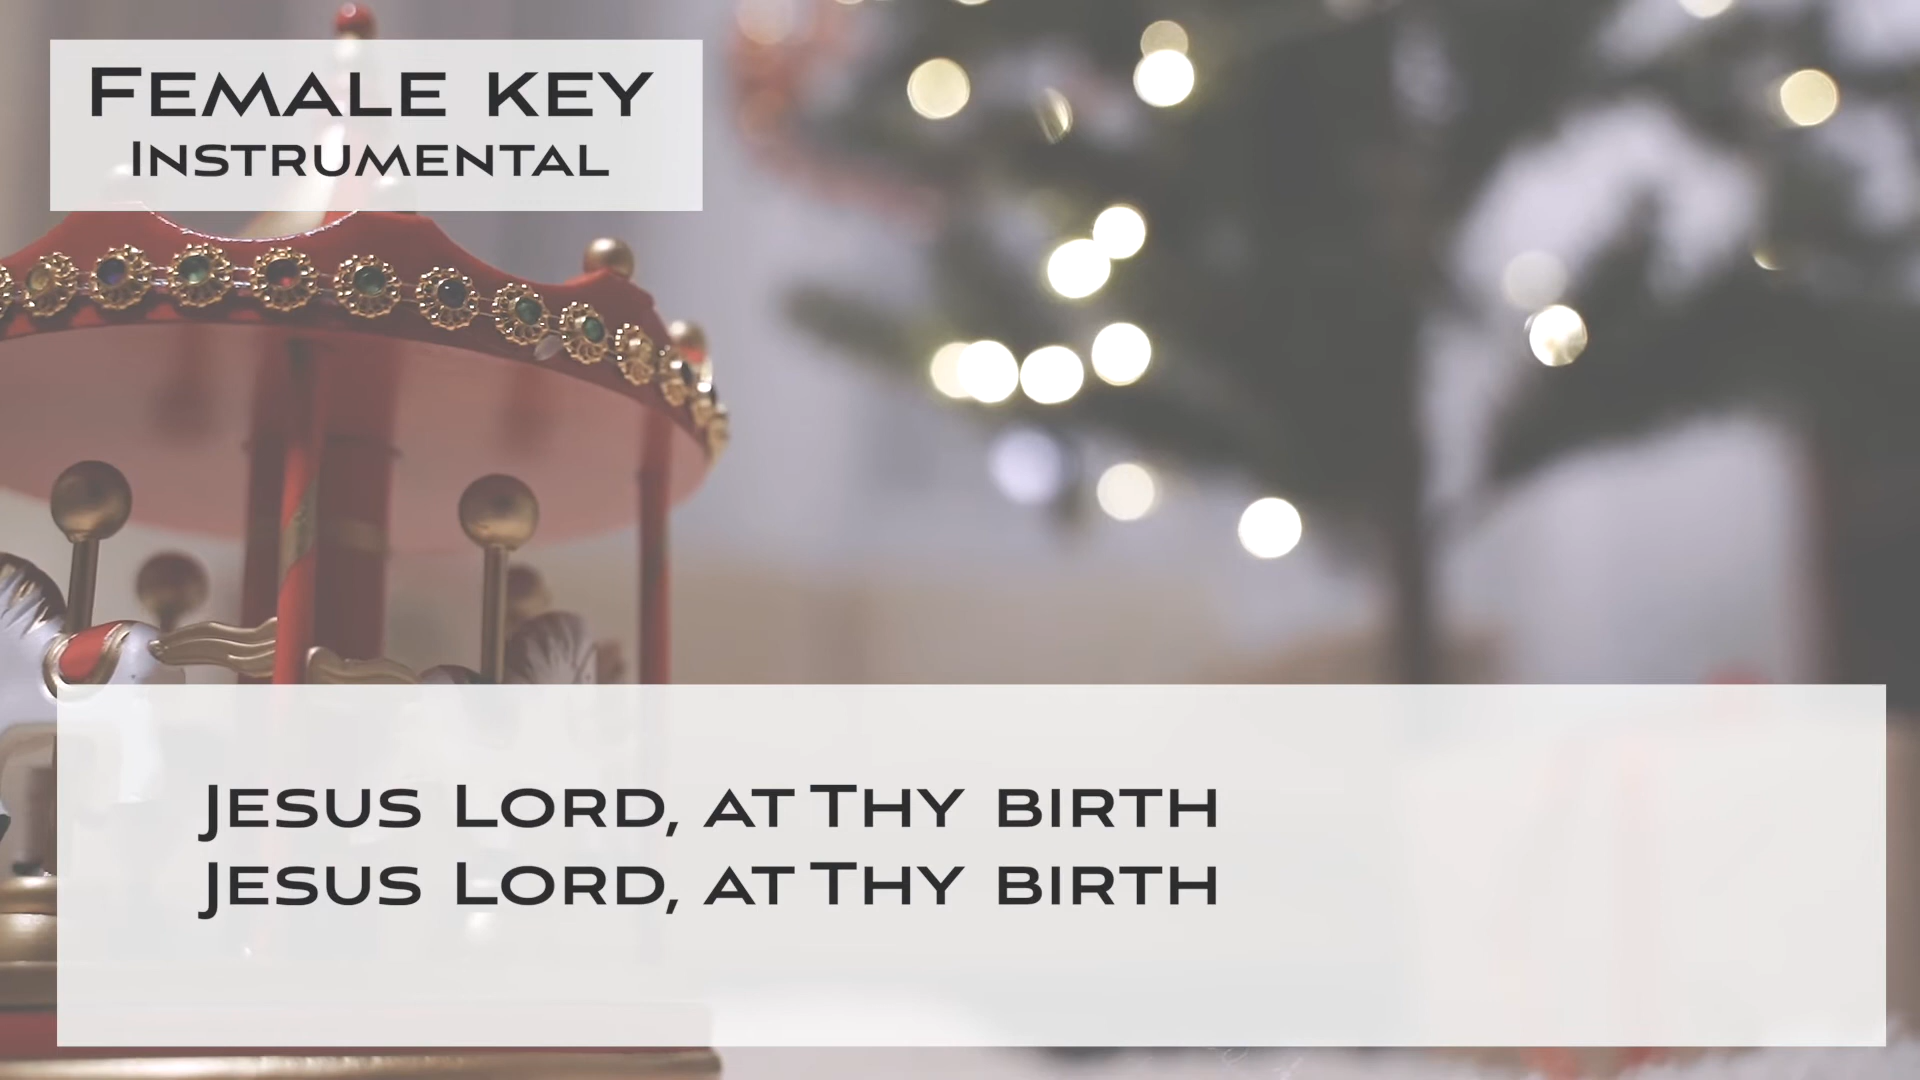 Female key
Instrumental
Jesus Lord, at Thy birth
Jesus Lord, at Thy birth